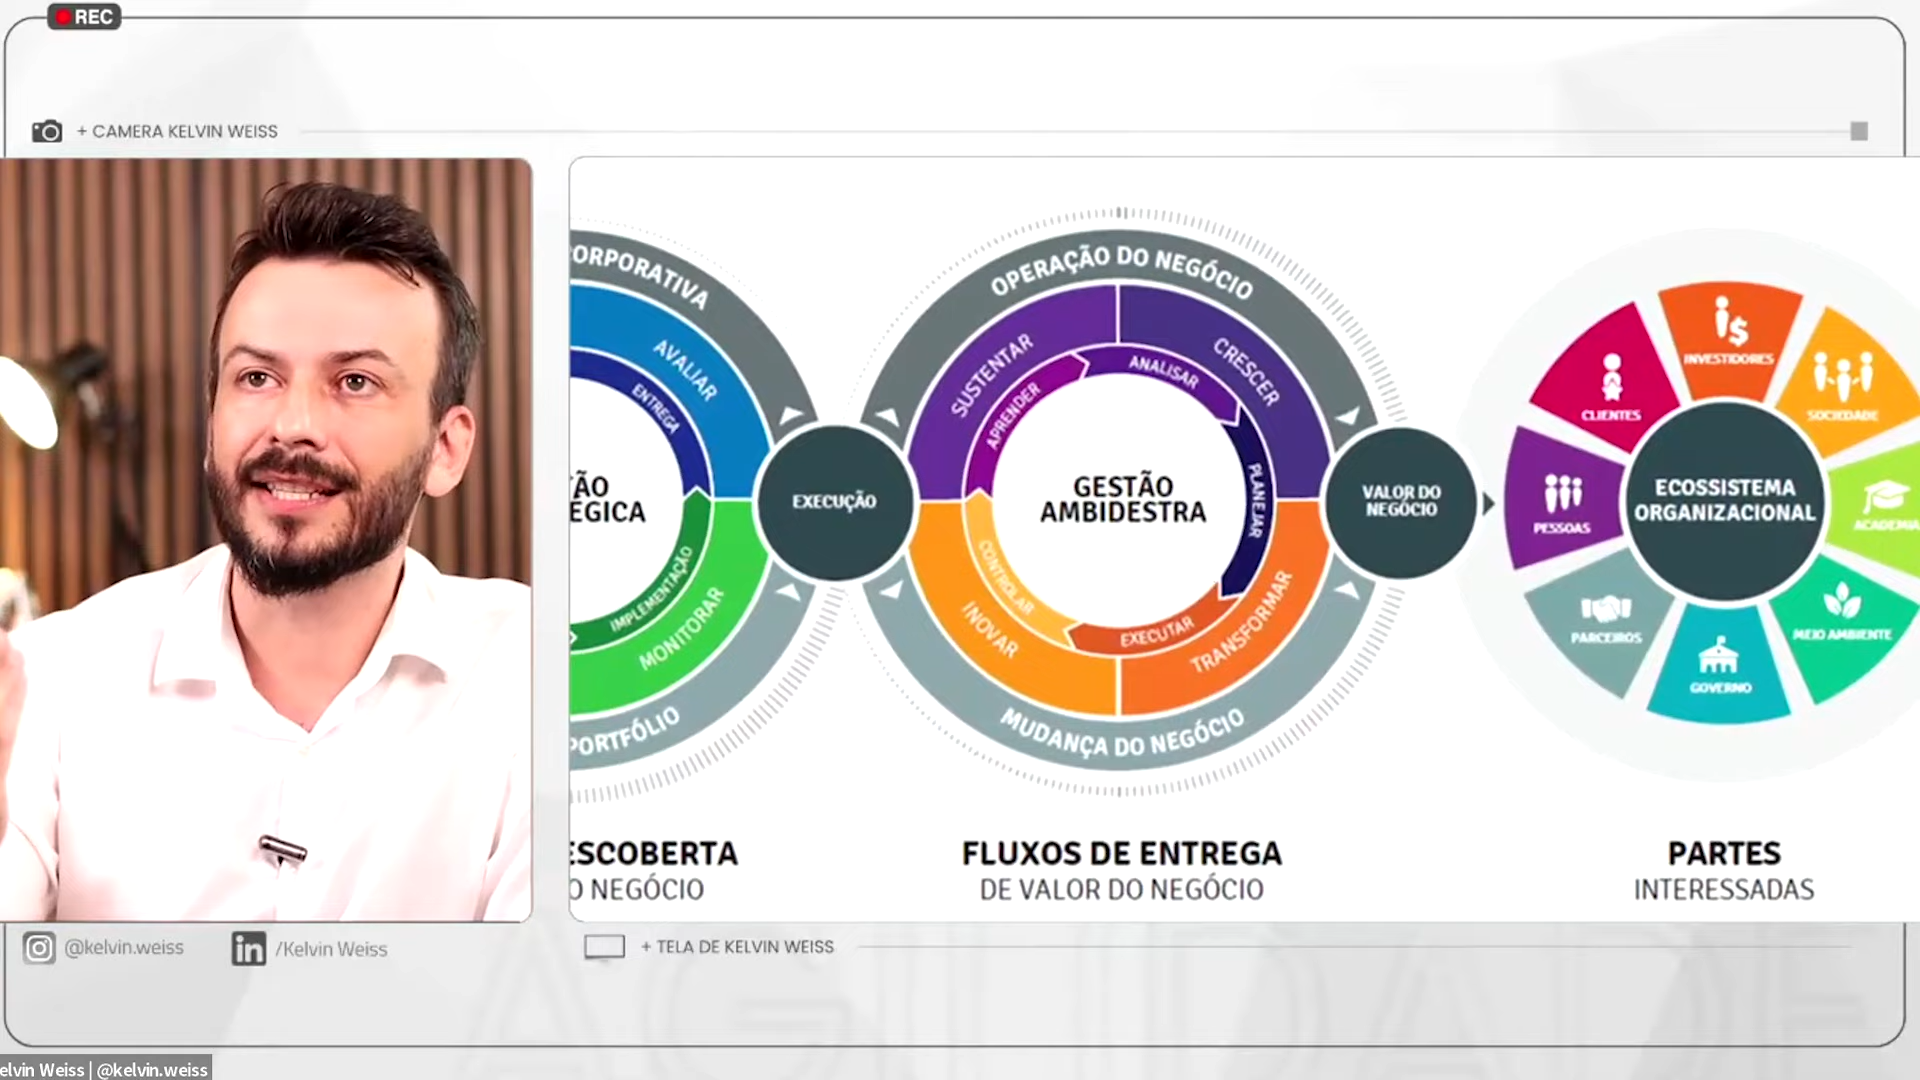 REC
+ CAMERA KELVIN WEISS
ORPORATIVA
AVALIAR
ENTREGA
ÃO
ÉGICA
IMPLEMENTAÇÃO
MONITORAR
PORTFÓLIO
EXECUÇÃO
OPERAÇÃO DO NEGÓCIO
SUSTENTAR
CRESCER
APRENDER
ANALISAR
PLANEJAR
GESTÃO
AMBIDESTRA
CONTROLAR
EXECUTAR
INOVAR
TRANSFORMAR
MUDANÇA DO NEGÓCIO
VALOR DO
NEGÓCIO
INVESTIDORES
CLIENTES
SOCIEDADE
PESSOAS
ECOSSISTEMA
ORGANIZACIONAL
ACADEMIA
PARCEIROS
MEIO AMBIENTE
GOVERNO
ESCOBERTA
O NEGÓCIO
FLUXOS DE ENTREGA
DE VALOR DO NEGÓCIO
PARTES
INTERESSADAS
@kelvin.weiss
in /Kelvin Weiss
+ TELA DE KELVIN WEISS
AGILIDADE
elvin Weiss | @kelvin.weiss